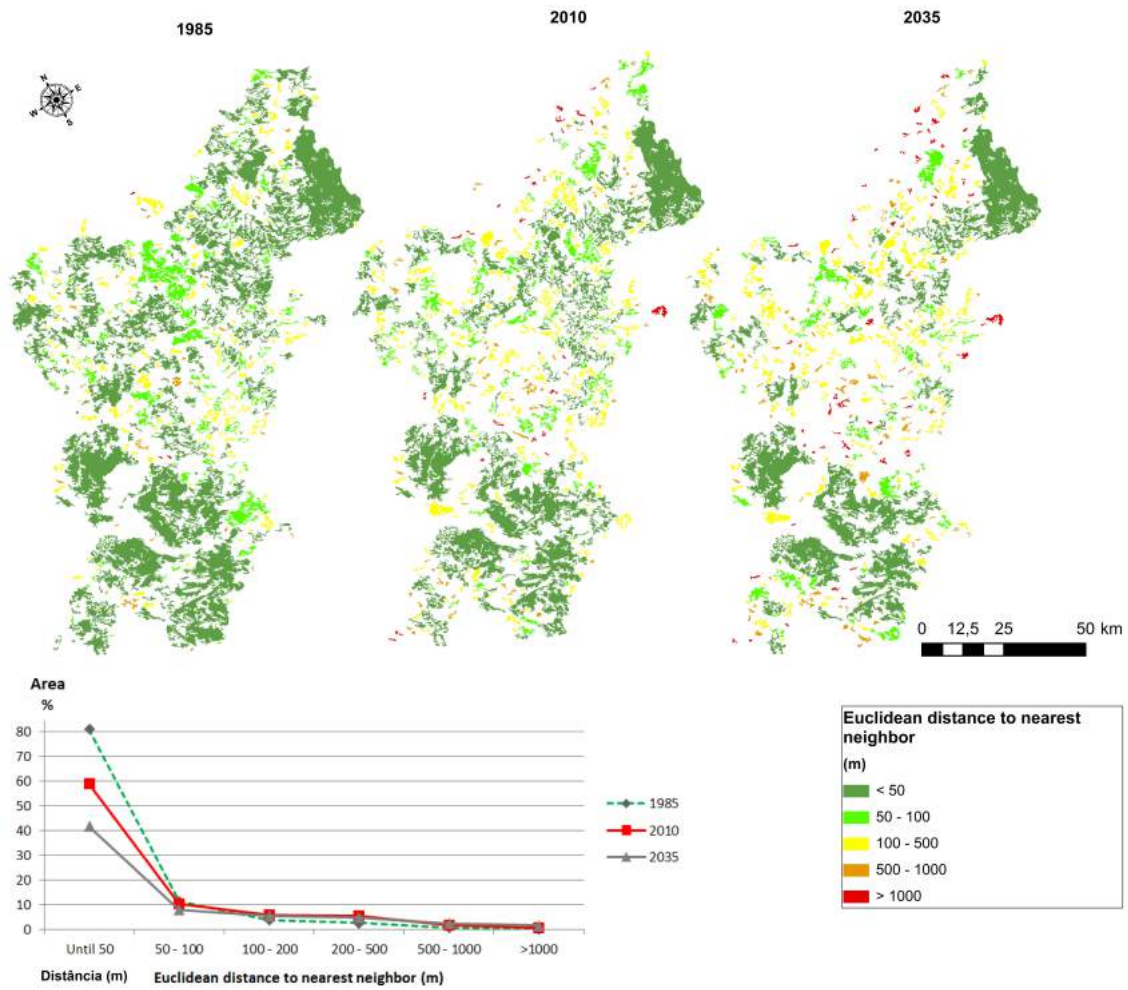 1985
2010
2035
N
E
W
S
0 12,5 25 50 km
Area
%
80
70
60
50
40
30
20
10
0
Until 50 50 - 100 100 - 200 200 - 500 500 - 1000 >1000
Distância (m) Euclidean distance to nearest neighbor (m)
1985
2010
2035
Euclidean distance to nearest
neighbor
(m)
< 50
50 - 100
100 - 500
500 - 1000
> 1000